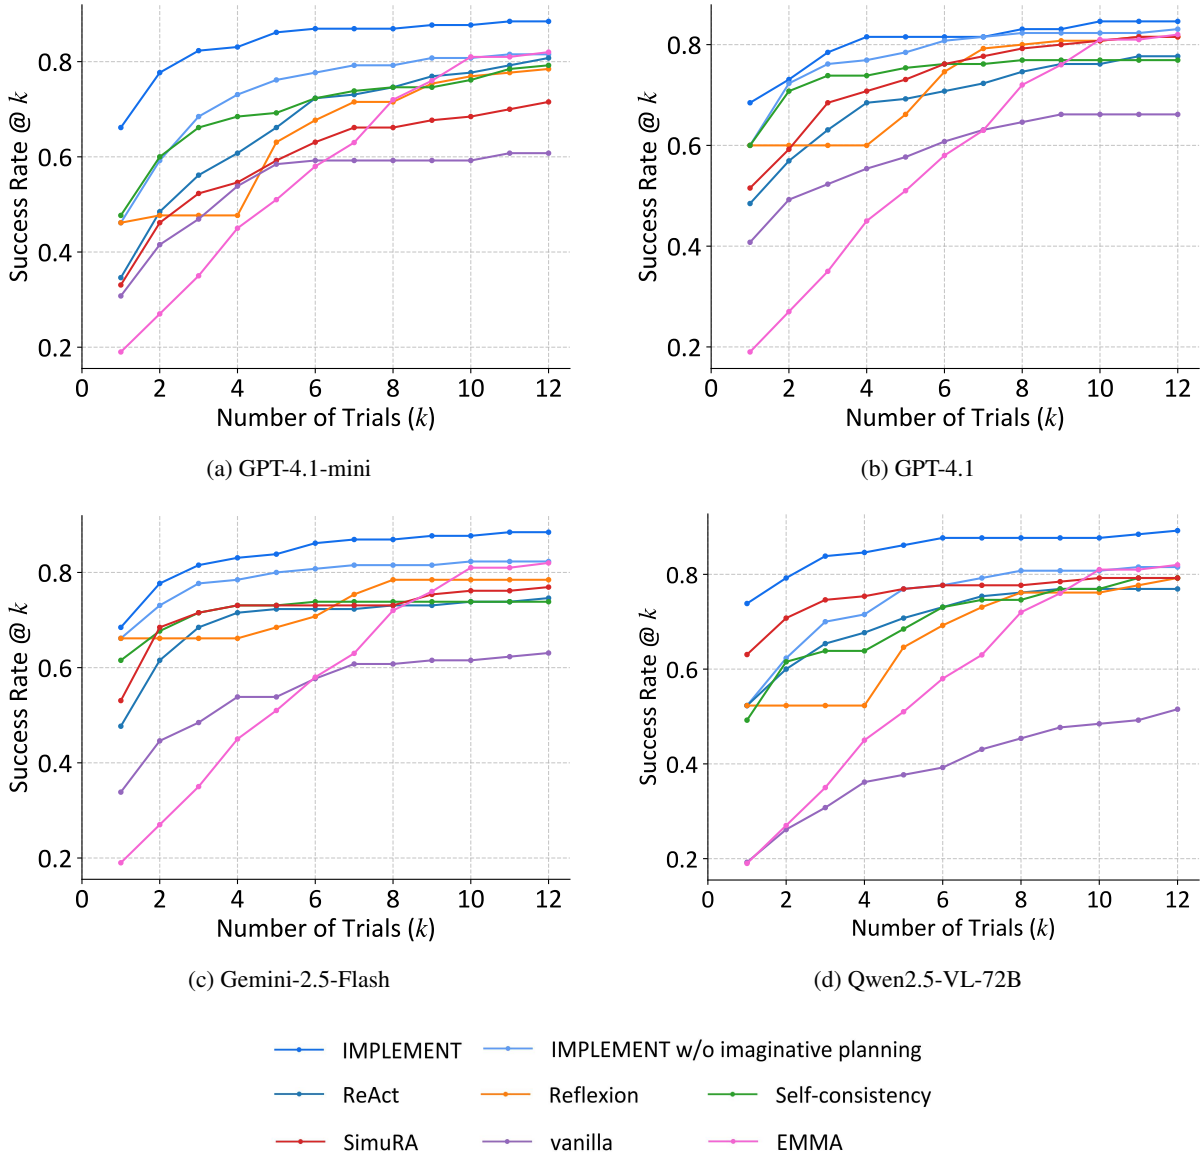 Success Rate @ k
0.8
0.6
0.4
0.2
0 2 4 6 8 10 12
Number of Trials (k)
(a) GPT-4.1-mini
Success Rate @ k
0.8
0.6
0.4
0.2
0 2 4 6 8 10 12
Number of Trials (k)
(b) GPT-4.1
Success Rate @ k
0.8
0.6
0.4
0.2
0 2 4 6 8 10 12
Number of Trials (k)
(c) Gemini-2.5-Flash
Success Rate @ k
0.8
0.6
0.4
0.2
0 2 4 6 8 10 12
Number of Trials (k)
(d) Qwen2.5-VL-72B
IMPLEMENT IMPLEMENT w/o imaginative planning
ReAct Reflexion Self-consistency
SimuRA vanilla EMMA